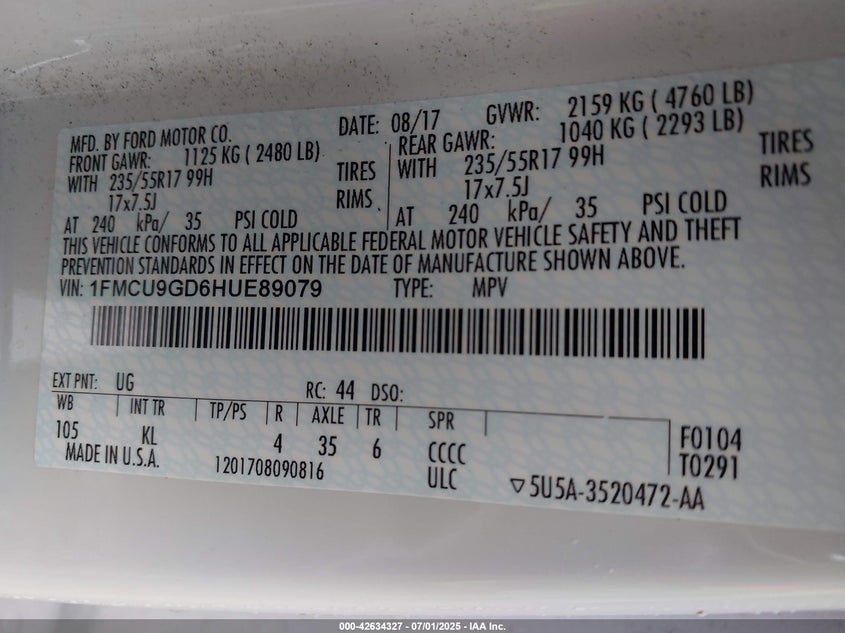 MFD. BY FORD MOTOR CO. DATE: 08/17 GVWR: 2159 KG ( 4760 LB)
FRONT GAWR: 1125 KG ( 2480 LB) REAR GAWR: 1040 KG ( 2293 LB)
WITH 235/55R17 99H TIRES WITH 235/55R17 99H TIRES
17x7.5J RIMS 17x7.5J RIMS
AT 240 kPa/ 35 PSI COLD AT 240 kPa/ 35 PSI COLD
THIS VEHICLE CONFORMS TO ALL APPLICABLE FEDERAL MOTOR VEHICLE SAFETY AND THEFT
PREVENTION STANDARDS IN EFFECT ON THE DATE OF MANUFACTURE SHOWN ABOVE.
VIN: 1FMCU9GD6HUE89079 TYPE: MPV
EXT PNT: UG RC: 44 DSO:
WB INT TR TP/PS R AXLE TR SPR
105 KL 4 35 6 CCCC F0104
MADE IN U.S.A. 1201708090816 ULC T0291
▽5U5A-3520472-AA
000-42634327 - 07/01/2025 - IAA Inc.